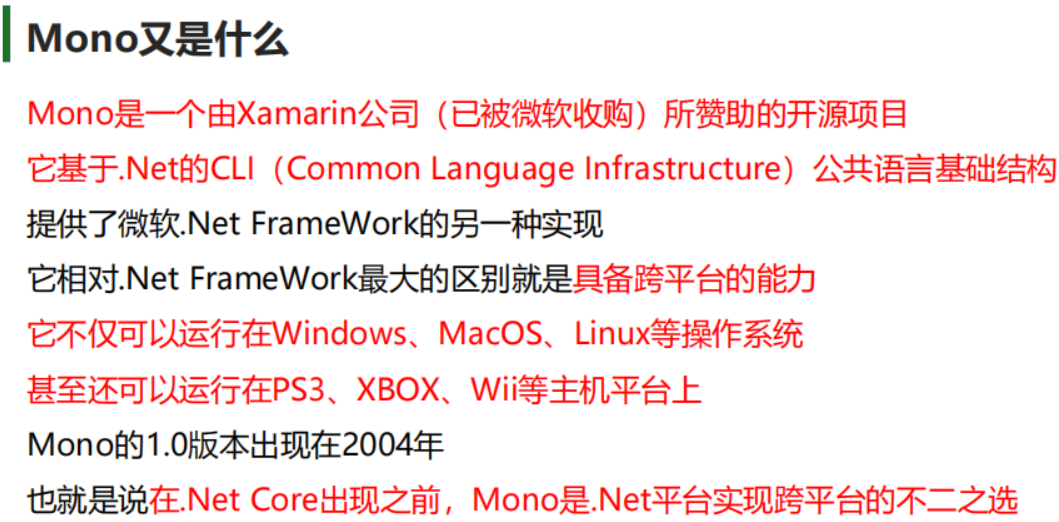 Mono又是什么
Mono是一个由Xamarin公司（已被微软收购）所赞助的开源项目
它基于.Net的CLI（Common Language Infrastructure）公共语言基础结构
提供了微软.Net FrameWork的另一种实现
它相对.Net FrameWork最大的区别就是具备跨平台的能力
它不仅可以运行在Windows、MacOS、Linux等操作系统
甚至还可以运行在PS3、XBOX、Wii等主机平台上
Mono的1.0版本出现在2004年
也就是说在.Net Core出现之前，Mono是.Net平台实现跨平台的不二之选